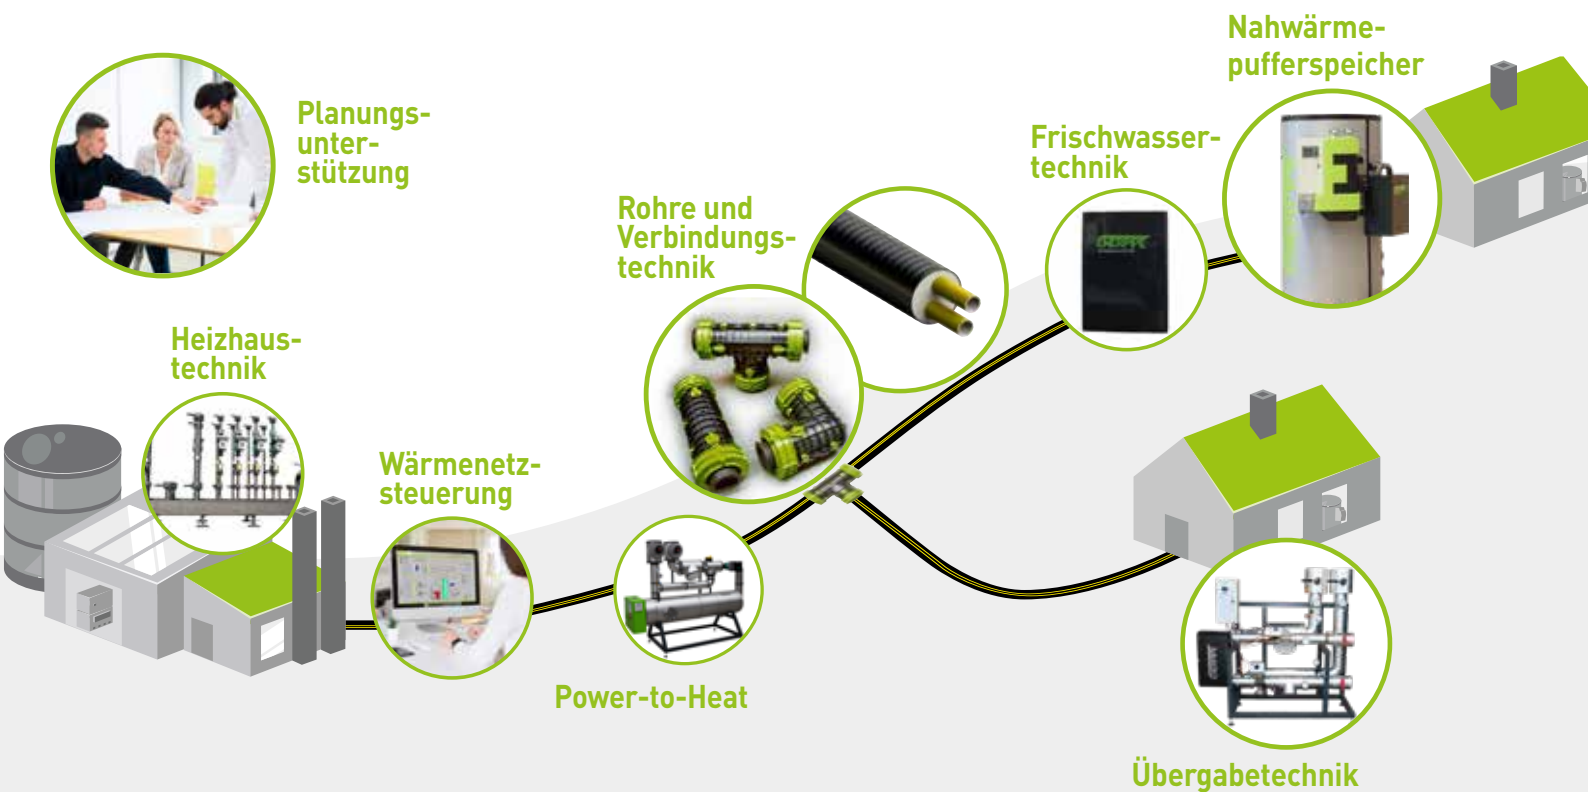 Planungs-
unter-
stützung
Heizhaus-
technik
Wärmenetz-
steuerung
Power-to-Heat
Rohre und
Verbindungs-
technik
Frischwasser-
technik
Nahwärme-
pufferspeicher
Übergabetechnik